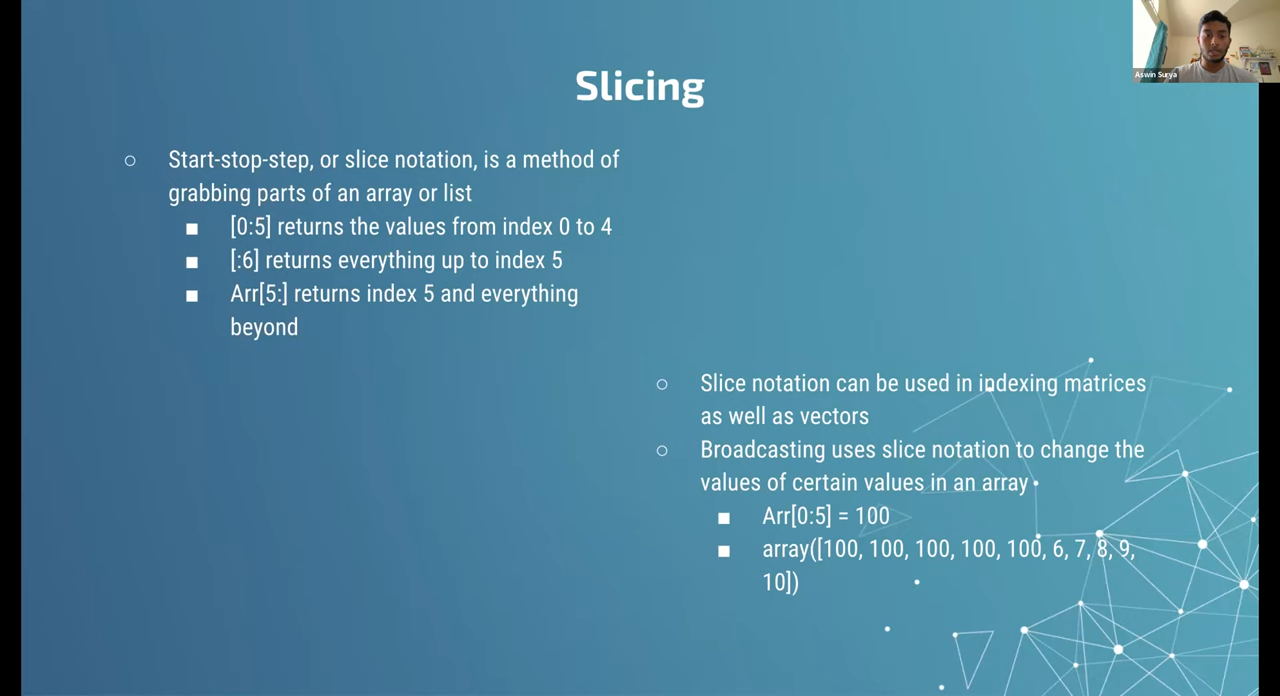 Slicing
Aswin Surya
○ Start-stop-step, or slice notation, is a method of
grabbing parts of an array or list
■ [0:5] returns the values from index 0 to 4
■ [:6] returns everything up to index 5
■ Arr[5:] returns index 5 and everything
beyond
○ Slice notation can be used in indexing matrices
as well as vectors
○ Broadcasting uses slice notation to change the
values of certain values in an array
■ Arr[0:5] = 100
■ array([100, 100, 100, 100, 100, 6, 7, 8, 9,
10])